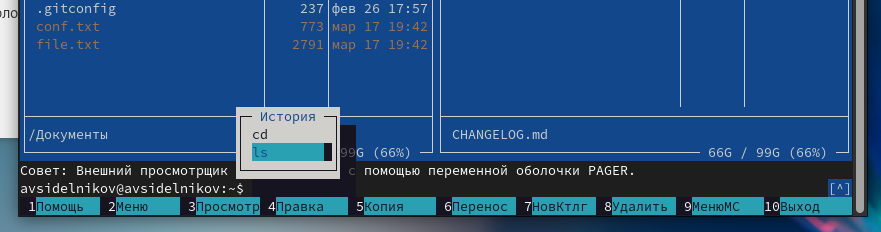 оло
.gitconfig 237 фев 26 17:57
conf.txt 773 мар 17 19:42
file.txt 2791 мар 17 19:42
/Документы
CHANGELOG.md
История
cd
ls
99G (66%)
66G / 99G (66%)
Совет: Внешний просмотрщик с помощью переменной оболочки PAGER.
avsidelnikov@avsidelnikov:~$ [^]
1Помощь 2Меню 3Просмотр 4Правка 5Копия 6Перенос 7НовКтлг 8Удалить 9МенюМС 10Выход